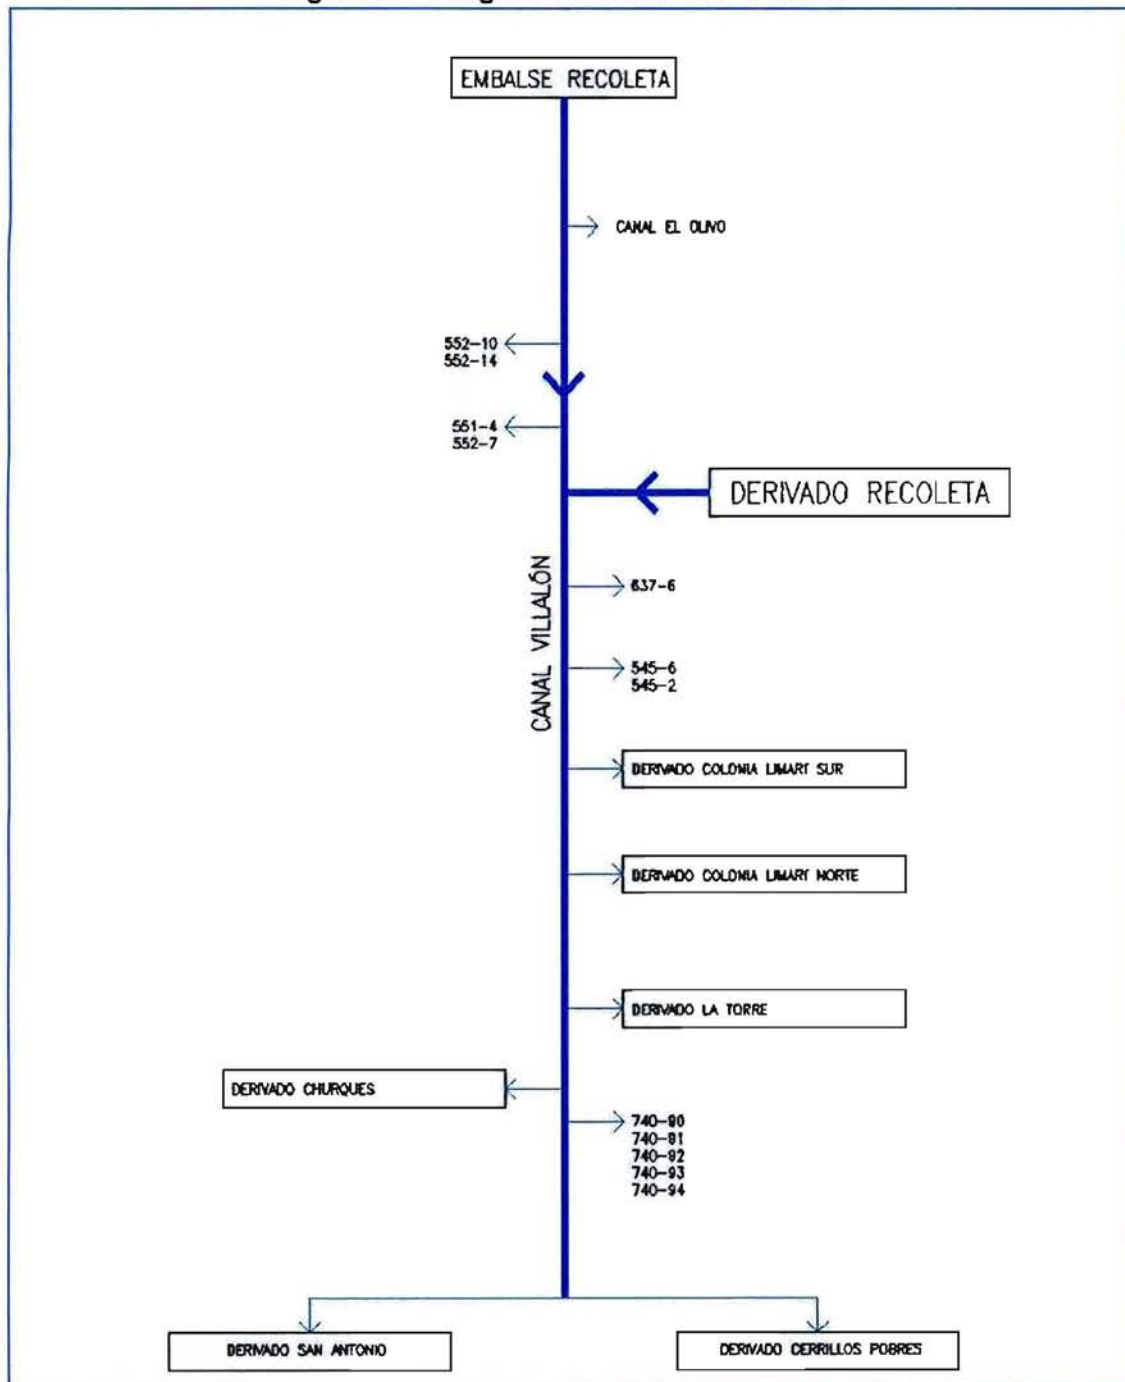 EMBALSE RECOLETA
CANAL EL OLIVO
552-10
552-14
551-4
552-7
DERIVADO RECOLETA
CANAL VILLALÓN
637-6
545-6
545-2
DERIVADO COLONIA LIMARÍ SUR
DERIVADO COLONIA LIMARÍ NORTE
DERIVADO LA TORRE
DERIVADO CHURQUES
740-90
740-91
740-92
740-93
740-94
DERIVADO SAN ANTONIO
DERIVADO CERRILLOS POBRES